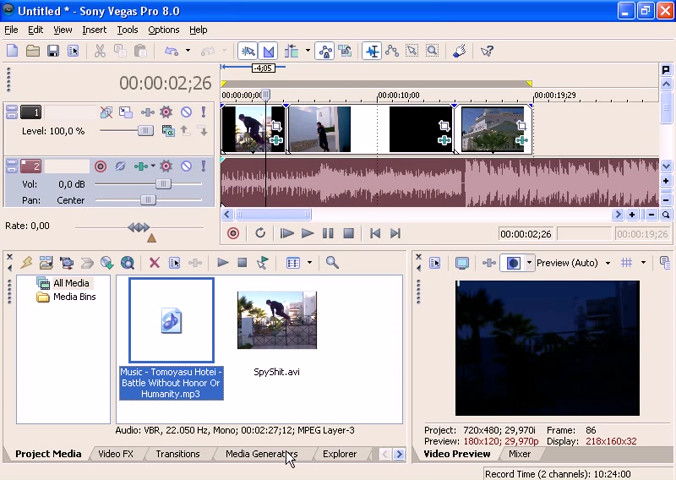 Untitled * - Sony Vegas Pro 8.0
File Edit View Insert Tools Options Help
-4;05
00:00:02;26
00:00:00;00 00:00:10;00 00:00:19;29
1
Level: 100,0 %
2
Vol: 0,0 dB
Pan: Center
Rate: 0,00
00:00:02;26 00:00:19;26
All Media
Media Bins
Music - Tomoyasu Hotei - Battle Without Honor Or Humanity.mp3
SpyShit.avi
Audio: VBR, 22.050 Hz, Mono; 00:02:27;12; MPEG Layer-3
Project Media Video FX Transitions Media Generators Explorer
Preview (Auto)
Project: 720x480; 29,970i Frame: 86
Preview: 180x120; 29,970p Display: 218x160x32
Video Preview Mixer
Record Time (2 channels): 10:24:00